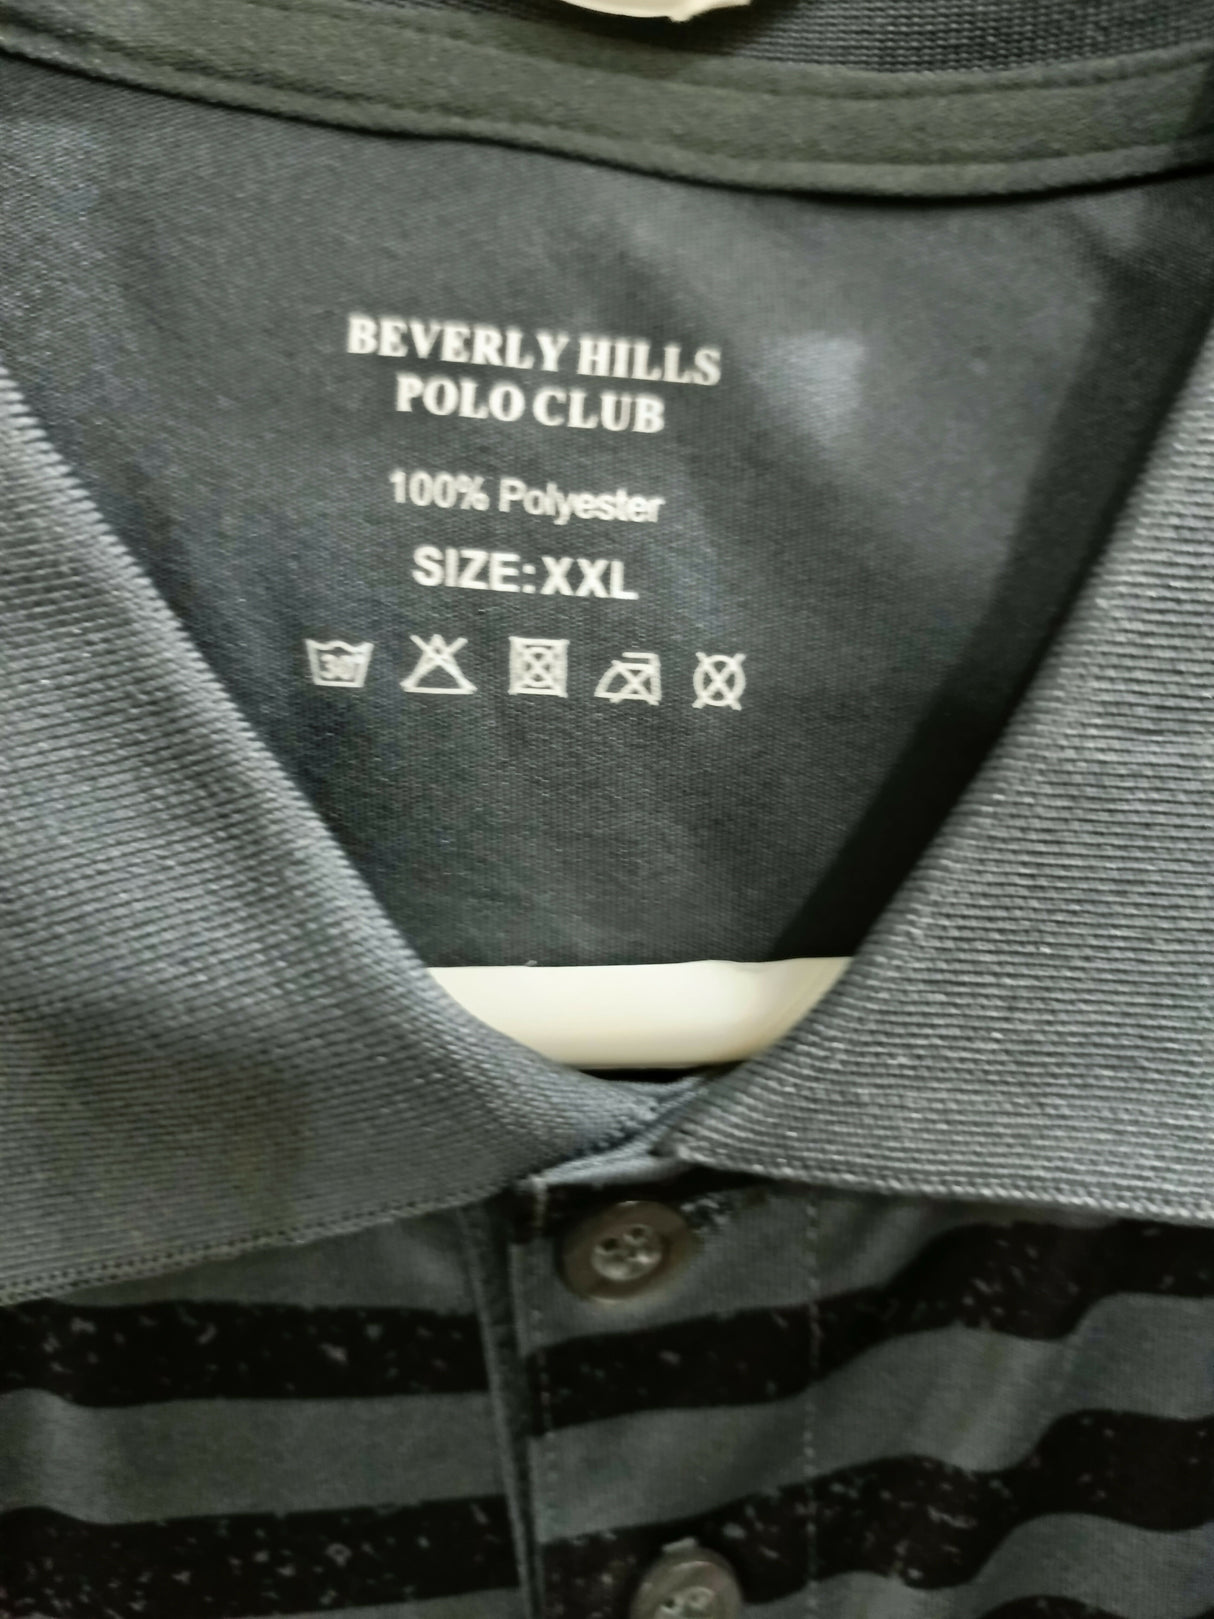 BEVERLY HILLS
POLO CLUB
100% Polyester
SIZE:XXL
30